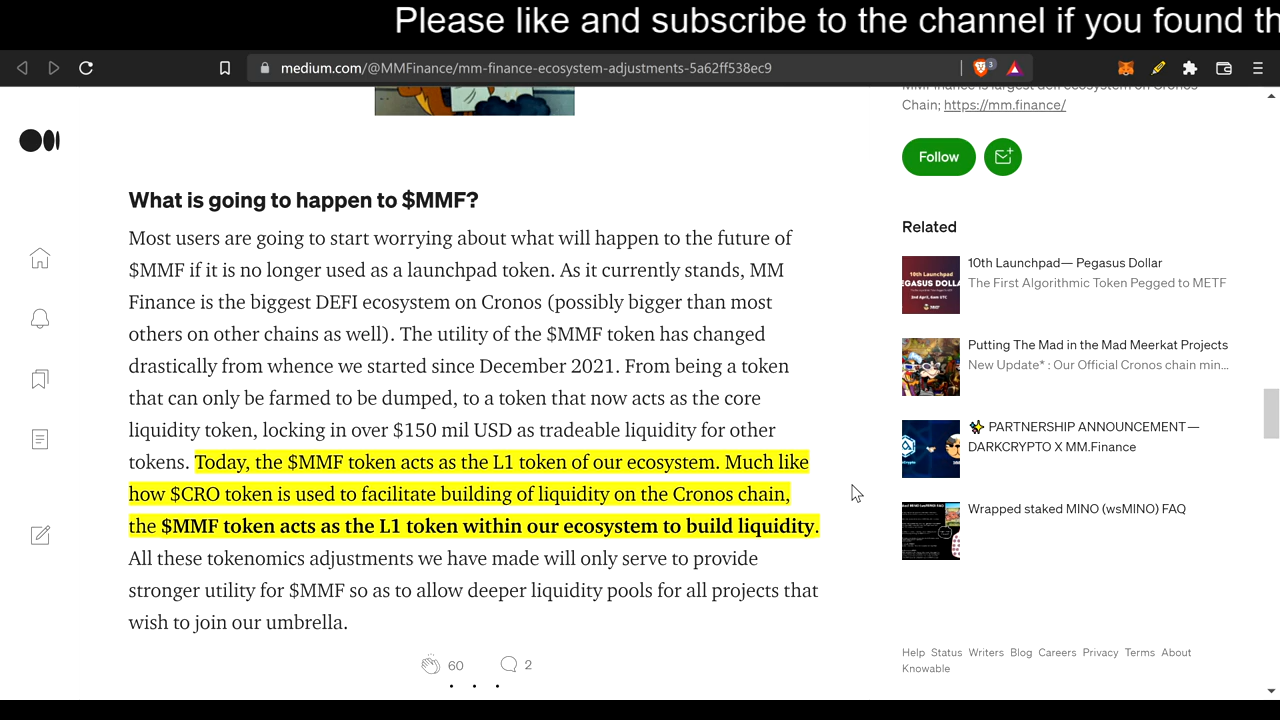 Please like and subscribe to the channel if you found th
medium.com/@MMFinance/mm-finance-ecosystem-adjustments-5a62ff538ec9
3
MMFinance is largest defi ecosystem on Cronos
Chain; https://mm.finance/
Follow
What is going to happen to $MMF?
Most users are going to start worrying about what will happen to the future of
$MMF if it is no longer used as a launchpad token. As it currently stands, MM
Finance is the biggest DEFI ecosystem on Cronos (possibly bigger than most
others on other chains as well). The utility of the $MMF token has changed
drastically from whence we started since December 2021. From being a token
that can only be farmed to be dumped, to a token that now acts as the core
liquidity token, locking in over $150 mil USD as tradeable liquidity for other
tokens. Today, the $MMF token acts as the L1 token of our ecosystem. Much like
how $CRO token is used to facilitate building of liquidity on the Cronos chain,
the $MMF token acts as the L1 token within our ecosystem to build liquidity.
All these economic adjustments we have made will only serve to provide
stronger utility for $MMF so as to allow deeper liquidity pools for all projects that
wish to join our umbrella.
60
2
Related
10th Launchpad
EGASUS DOLLA
10th Launchpad— Pegasus Dollar
The First Algorithmic Token Pegged to METF
Putting The Mad in the Mad Meerkat Projects
New Update* : Our Official Cronos chain min...
✨ PARTNERSHIP ANNOUNCEMENT—
DARKCRYPTO X MM.Finance
Wrapped staked MINO (wsMINO) FAQ
Help Status Writers Blog Careers Privacy Terms About
Knowable